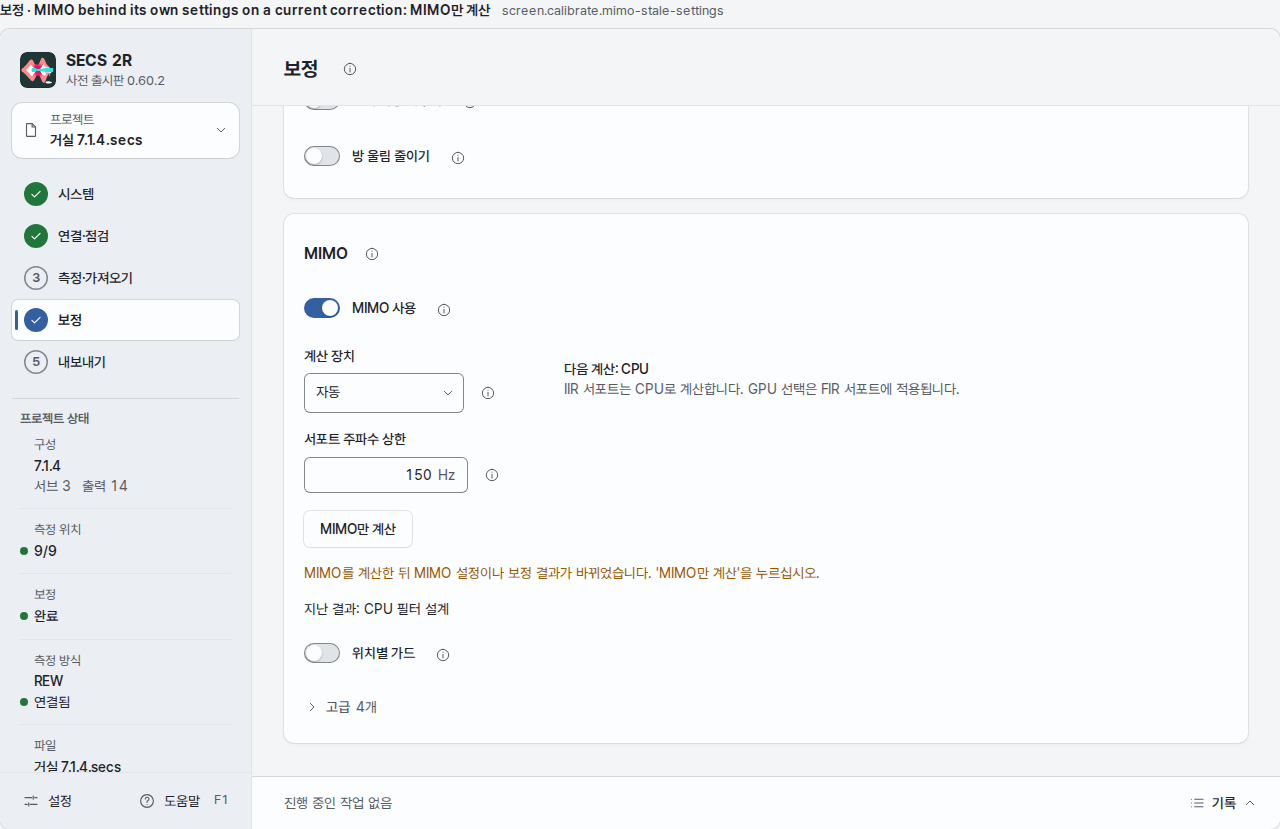 보정 · MIMO behind its own settings on a current correction: MIMO만 계산 screen.calibrate.mimo-stale-settings
SECS 2R
사전 출시판 0.60.2
프로젝트
거실 7.1.4.secs
시스템
연결·점검
3 측정·가져오기
보정
5 내보내기
프로젝트 상태
구성
7.1.4
서브 3 출력 14
측정 위치
9/9
보정
완료
측정 방식
REW
연결됨
파일
거실 7.1.4.secs
설정
도움말 F1
보정
방 울림 줄이기
MIMO
MIMO 사용
계산 장치
자동
다음 계산: CPU
IIR 서포트는 CPU로 계산합니다. GPU 선택은 FIR 서포트에 적용됩니다.
서포트 주파수 상한
150 Hz
MIMO만 계산
MIMO를 계산한 뒤 MIMO 설정이나 보정 결과가 바뀌었습니다. 'MIMO만 계산'을 누르십시오.
지난 결과: CPU 필터 설계
위치별 가드
고급 4개
진행 중인 작업 없음
기록